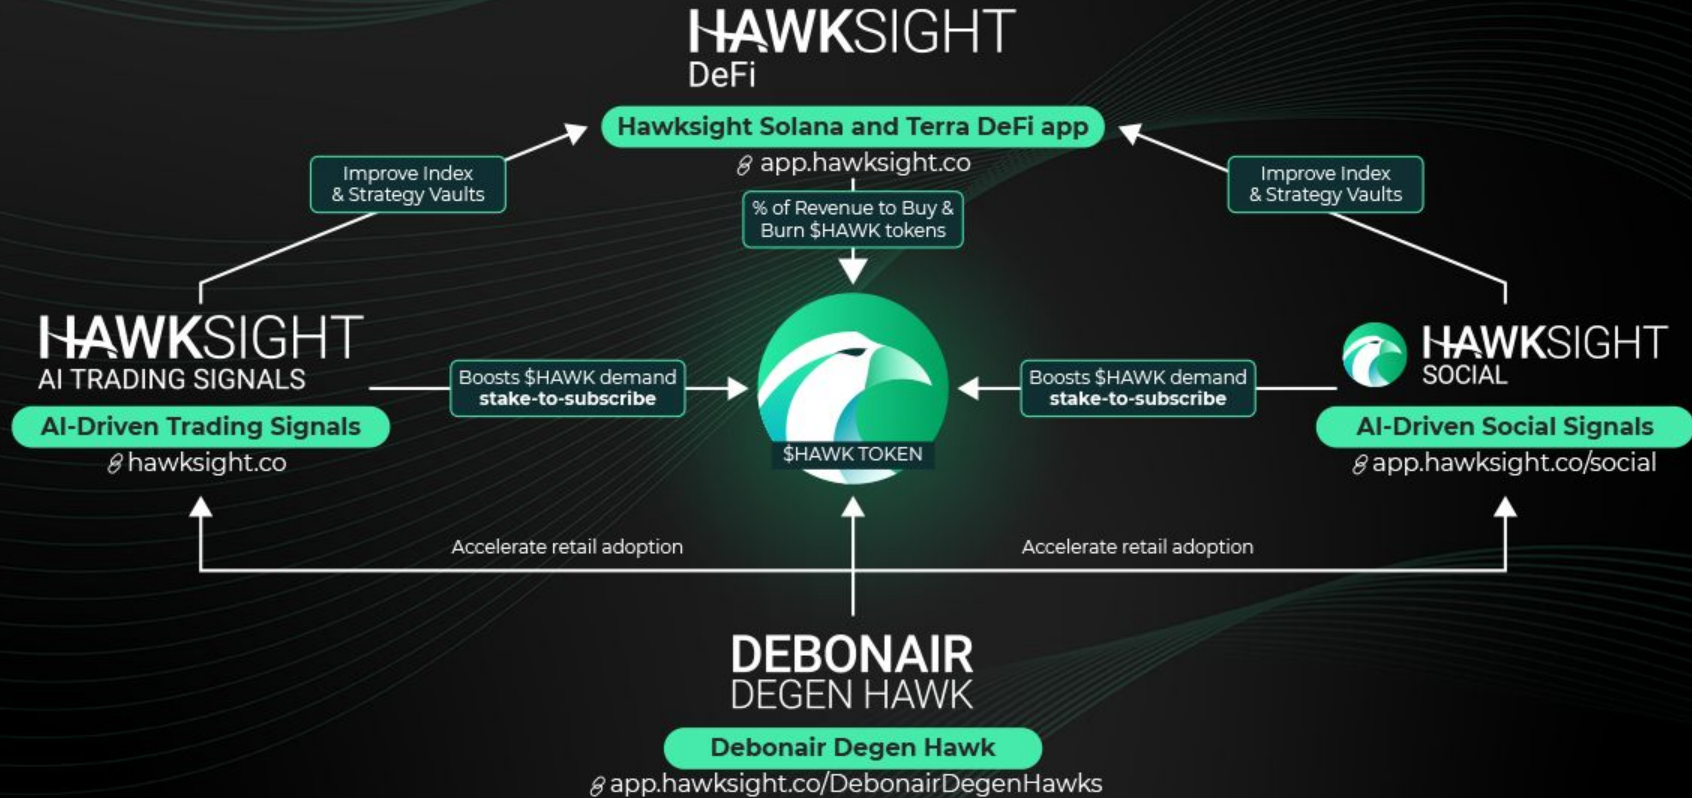 HAWKSIGHT
DeFi
Hawksight Solana and Terra DeFi app
app.hawksight.co
Improve Index
& Strategy Vaults
% of Revenue to Buy &
Burn $HAWK tokens
Improve Index
& Strategy Vaults
HAWKSIGHT
AI TRADING SIGNALS
AI-Driven Trading Signals
hawksight.co
Boosts $HAWK demand
stake-to-subscribe
$HAWK TOKEN
Boosts $HAWK demand
stake-to-subscribe
HAWKSIGHT
SOCIAL
AI-Driven Social Signals
app.hawksight.co/social
Accelerate retail adoption
Accelerate retail adoption
DEBONAIR
DEGEN HAWK
Debonair Degen Hawk
app.hawksight.co/DebonairDegenHawks